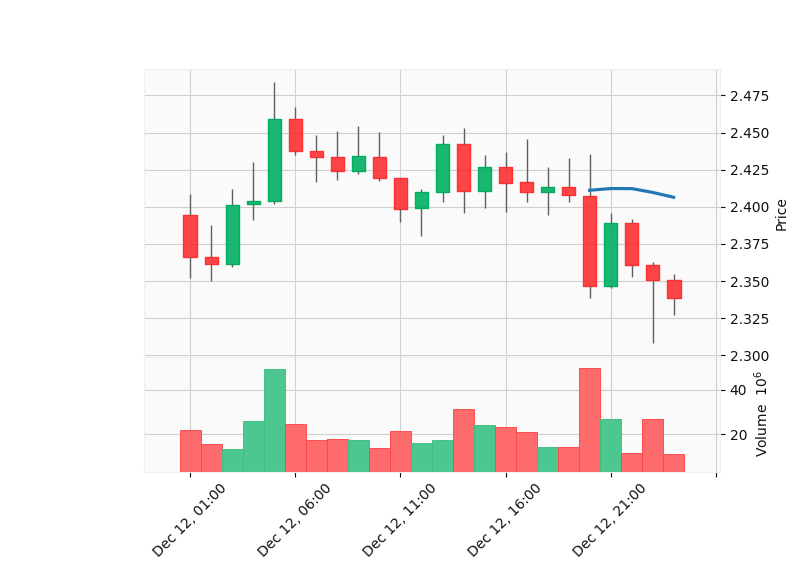 2.475
2.450
2.425
2.400
2.375
2.350
2.325
2.300
Price
40
20
Volume 10^6
Dec 12, 01:00
Dec 12, 06:00
Dec 12, 11:00
Dec 12, 16:00
Dec 12, 21:00